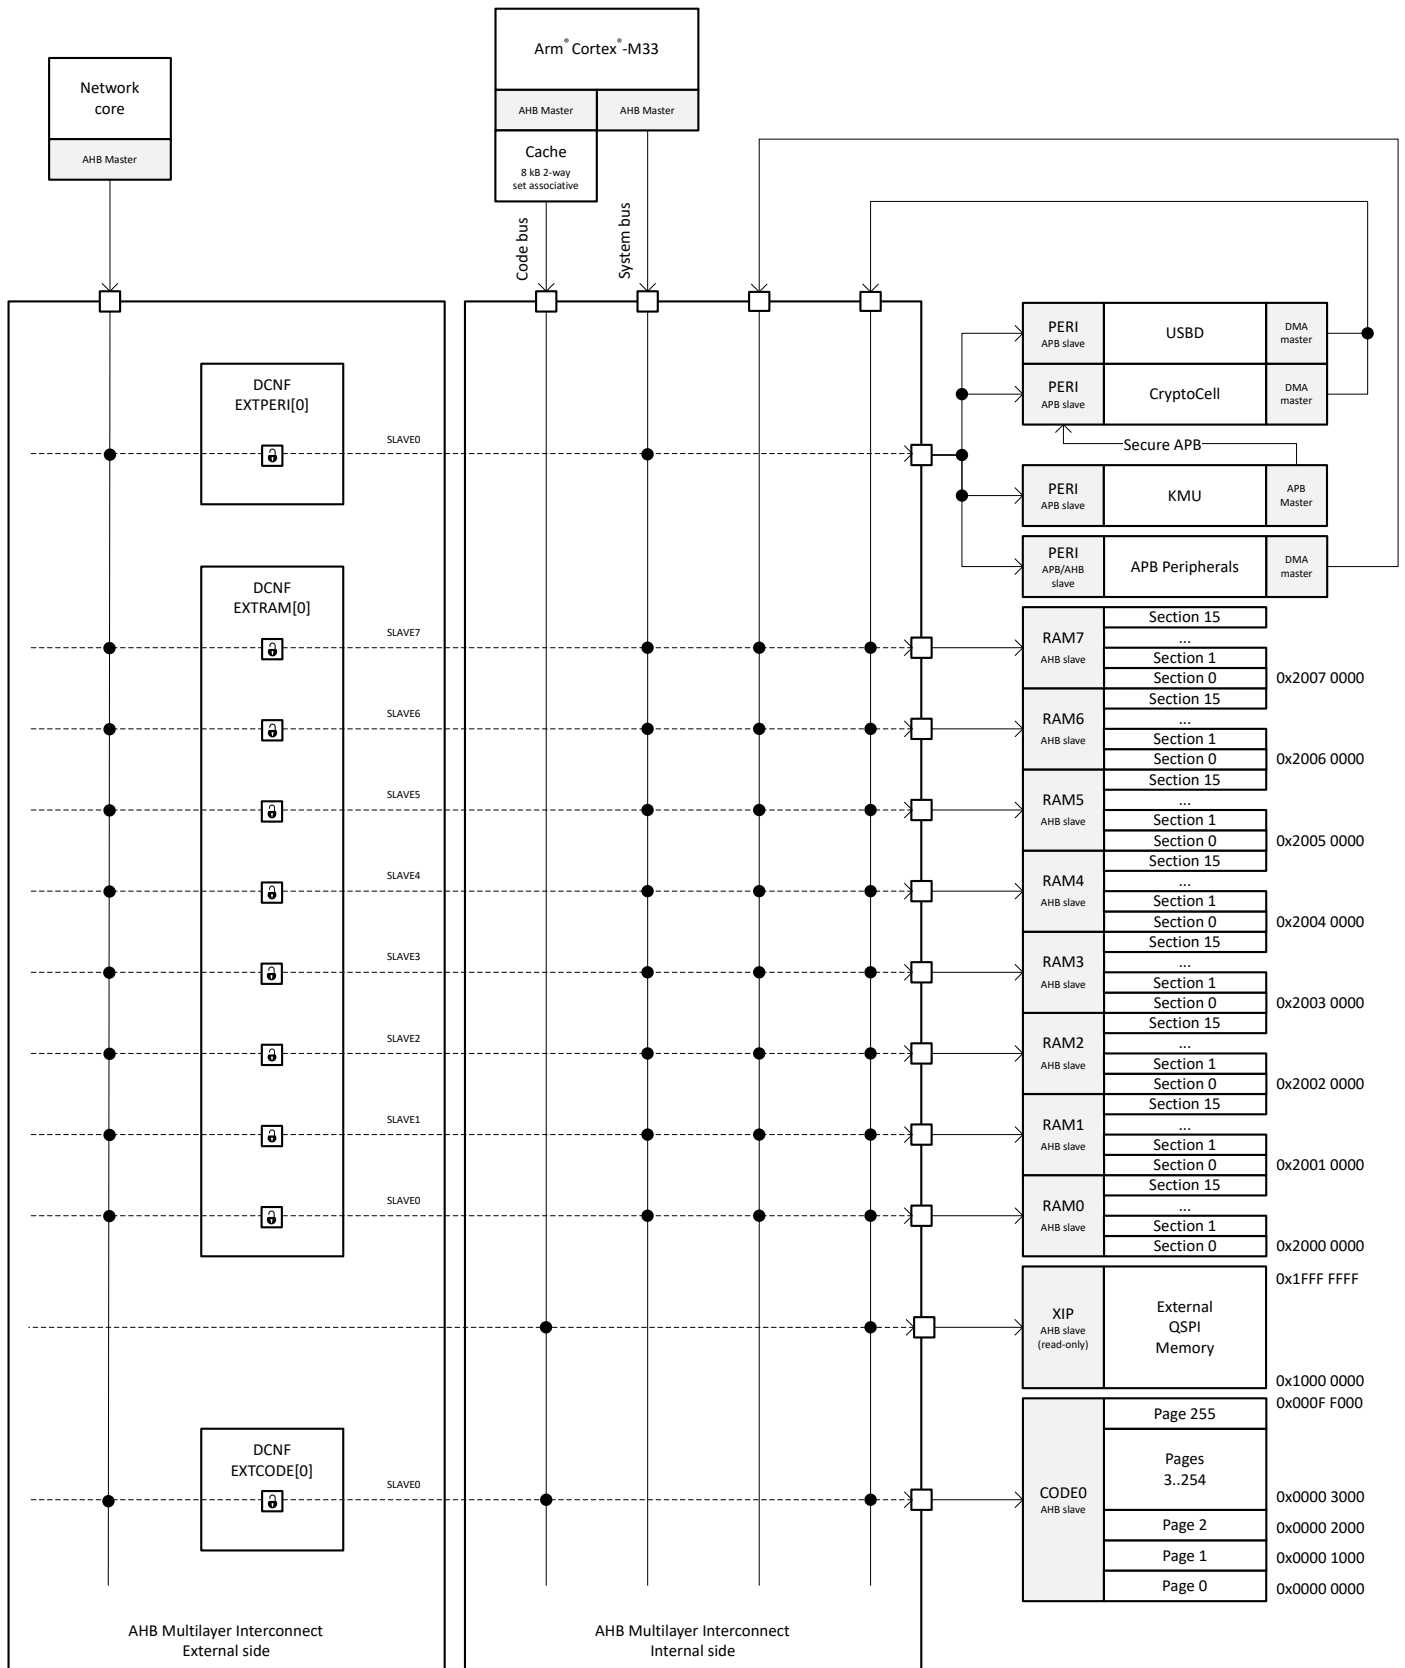 Arm® Cortex®-M33
AHB Master
AHB Master
Cache
8 kB 2-way
set associative
Network
core
AHB Master
Code bus
System bus
DCNF
EXTPERI[0]
SLAVE0
PERI
APB slave
USBD
DMA
master
PERI
APB slave
CryptoCell
DMA
master
Secure APB
PERI
APB slave
KMU
APB
Master
PERI
APB/AHB
slave
APB Peripherals
DMA
master
DCNF
EXTRAM[0]
SLAVE7
RAM7
AHB slave
Section 15
...
Section 1
Section 0
0x2007 0000
SLAVE6
RAM6
AHB slave
Section 15
...
Section 1
Section 0
0x2006 0000
SLAVE5
RAM5
AHB slave
Section 15
...
Section 1
Section 0
0x2005 0000
SLAVE4
RAM4
AHB slave
Section 15
...
Section 1
Section 0
0x2004 0000
SLAVE3
RAM3
AHB slave
Section 15
...
Section 1
Section 0
0x2003 0000
SLAVE2
RAM2
AHB slave
Section 15
...
Section 1
Section 0
0x2002 0000
SLAVE1
RAM1
AHB slave
Section 15
...
Section 1
Section 0
0x2001 0000
SLAVE0
RAM0
AHB slave
Section 15
...
Section 1
Section 0
0x2000 0000
XIP
AHB slave
(read-only)
External
QSPI
Memory
0x1FFF FFFF
0x1000 0000
DCNF
EXTCODE[0]
SLAVE0
CODE0
AHB slave
Page 255
0x000F F000
Pages
3..254
0x0000 3000
Page 2
0x0000 2000
Page 1
0x0000 1000
Page 0
0x0000 0000
AHB Multilayer Interconnect
External side
AHB Multilayer Interconnect
Internal side